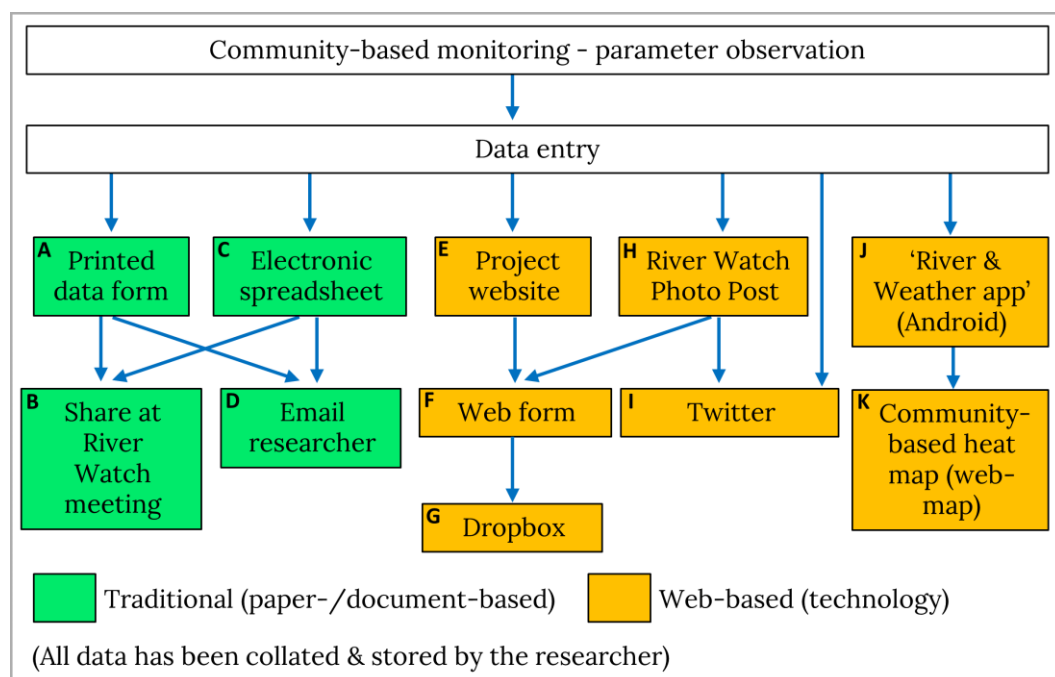 Community-based monitoring - parameter observation
Data entry
A
Printed
data form
C
Electronic
spreadsheet
E
Project
website
H
River Watch
Photo Post
J
‘River &
Weather app’
(Android)
B
Share at
River
Watch
meeting
D
Email
researcher
F
Web form
I
Twitter
K
Community-
based heat
map (web-
map)
G
Dropbox
Traditional (paper-/document-based)
Web-based (technology)
(All data has been collated & stored by the researcher)